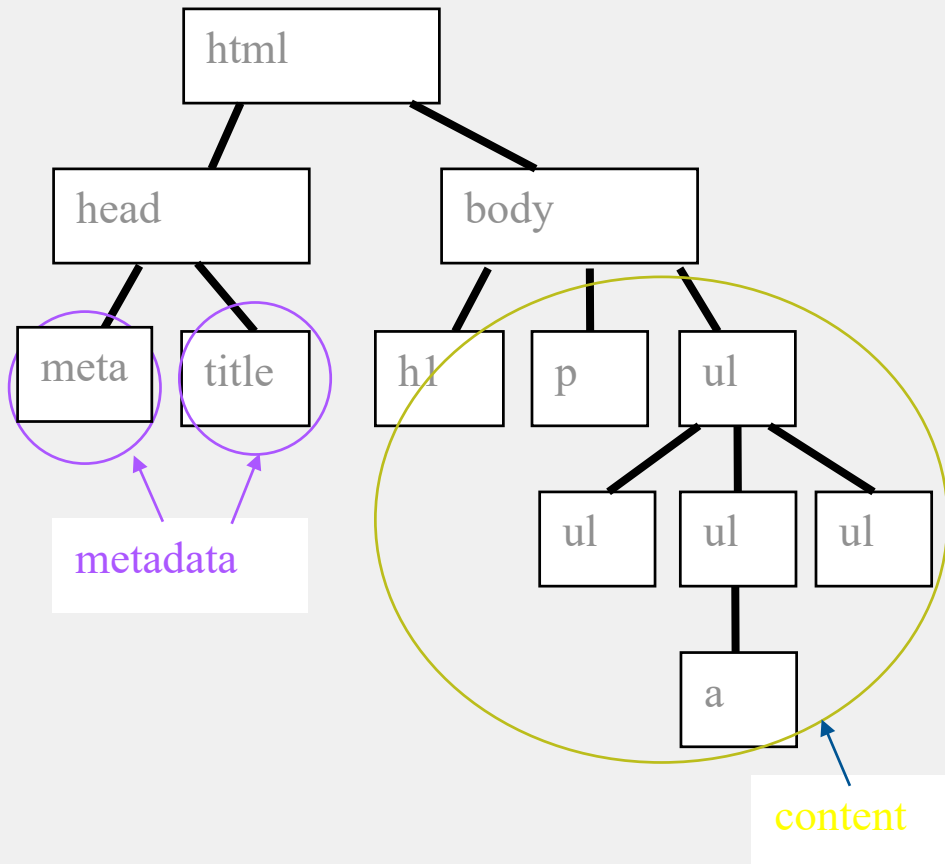 html
head
body
meta
title
h1
p
ul
ul
ul
ul
metadata
a
content